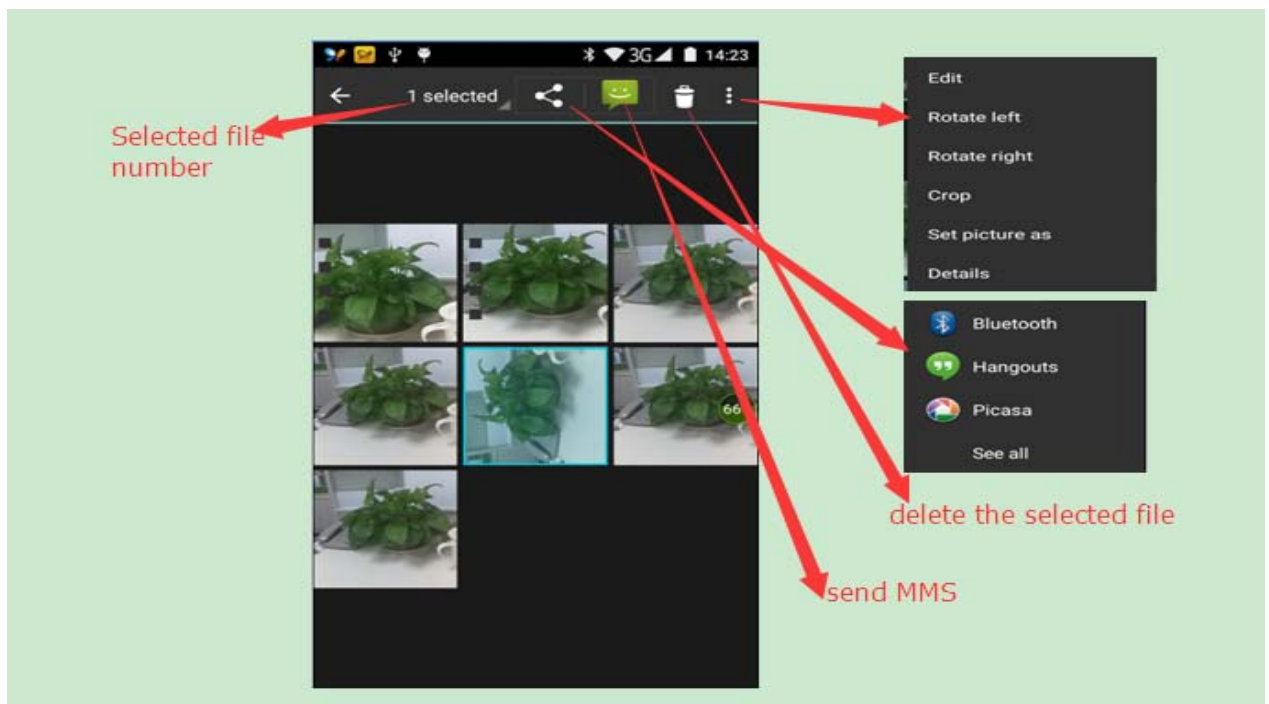 3G 14:23
1 selected
Selected file
number
66
Edit
Rotate left
Rotate right
Crop
Set picture as
Details
Bluetooth
Hangouts
Picasa
See all
delete the selected file
send MMS